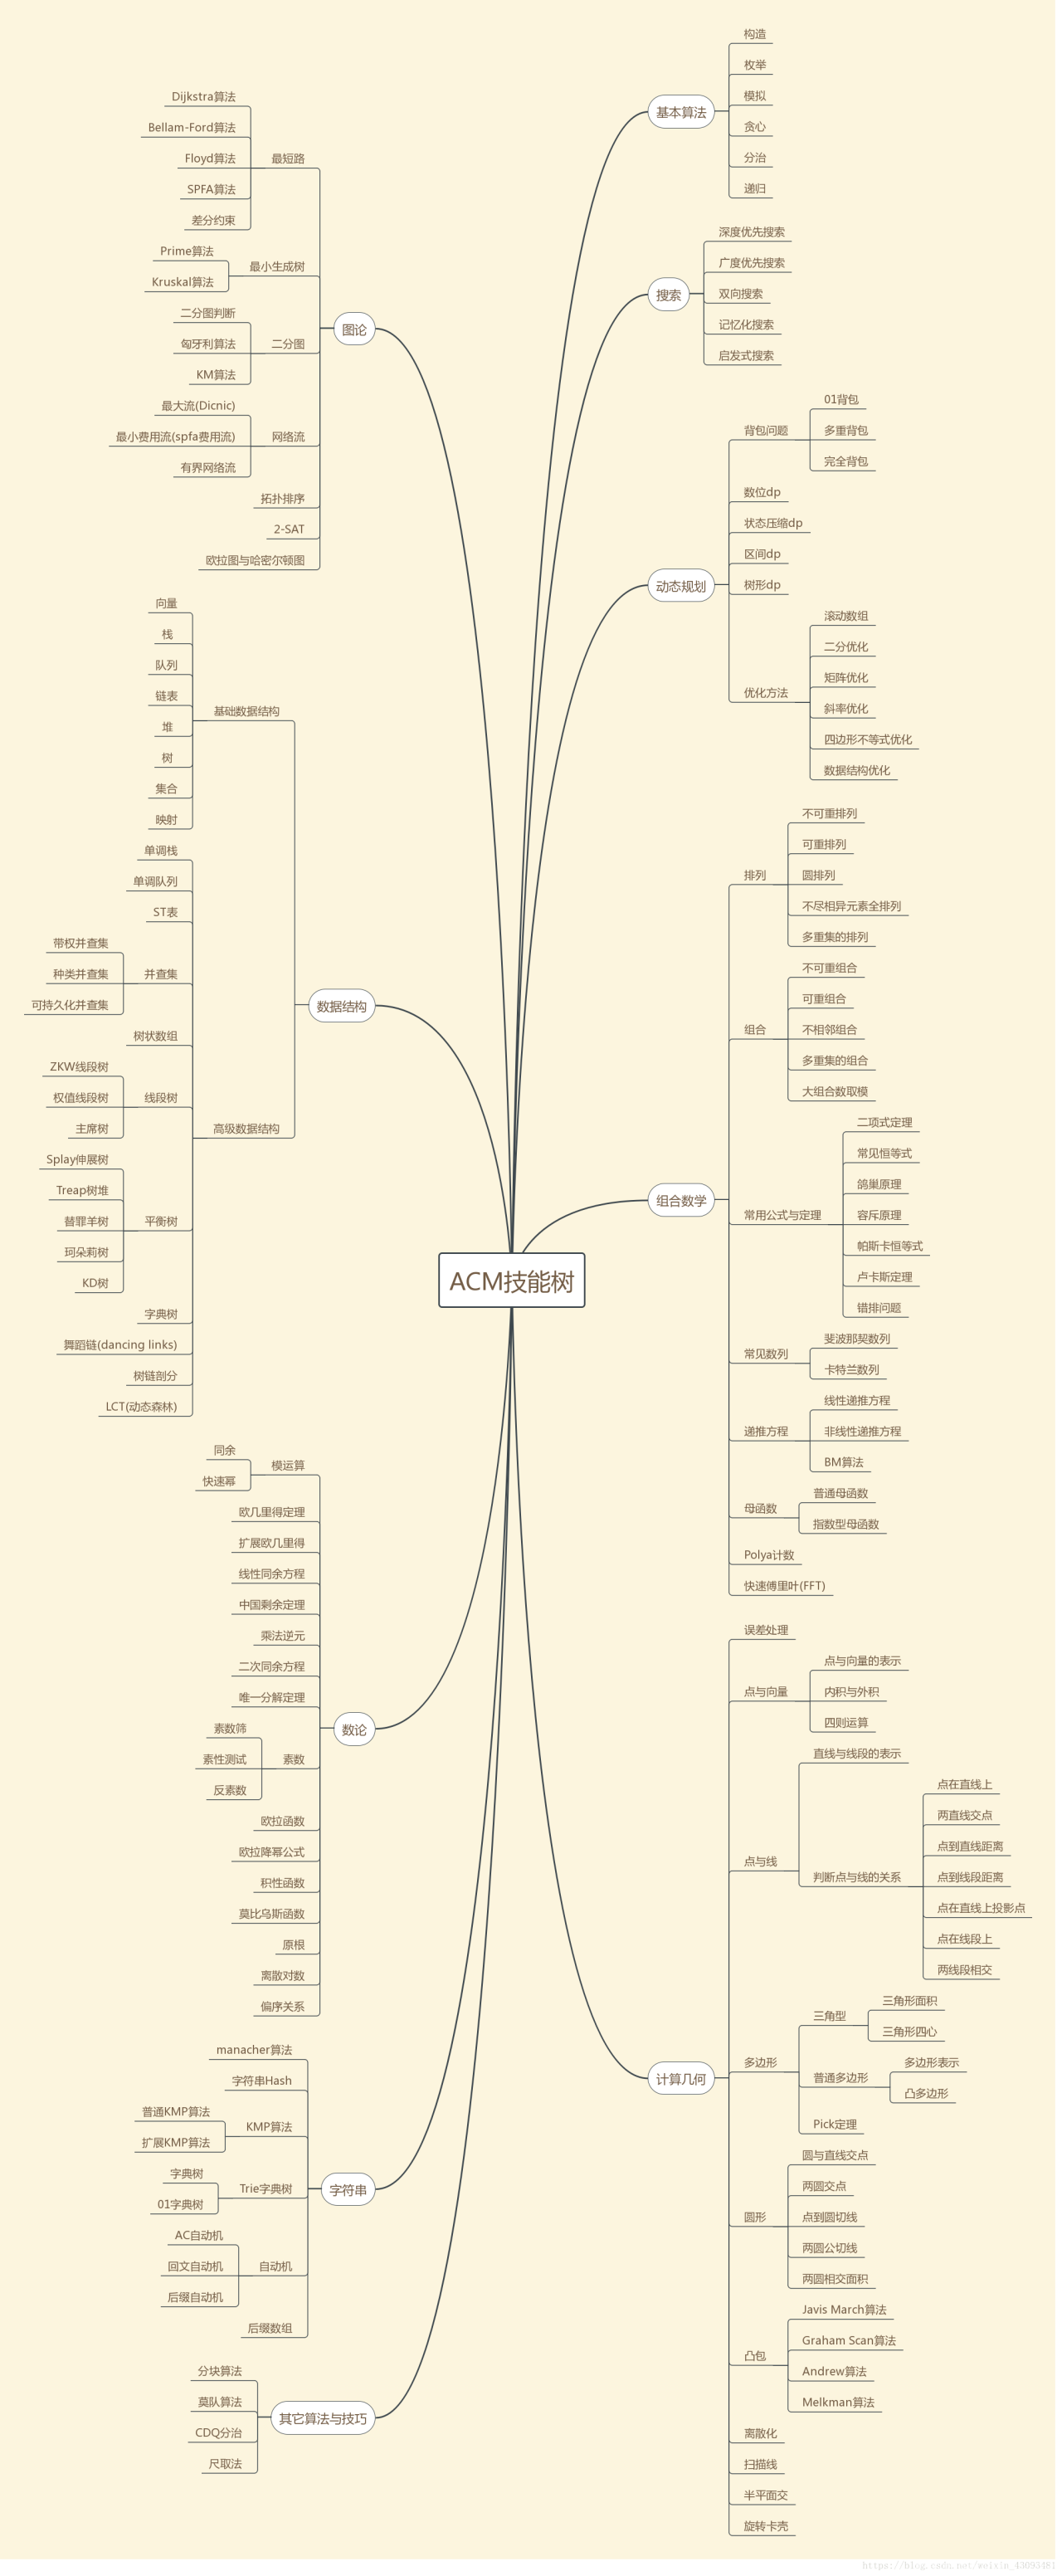 ACM技能树
基本算法
构造
枚举
模拟
贪心
分治
递归
搜索
深度优先搜索
广度优先搜索
双向搜索
记忆化搜索
启发式搜索
动态规划
背包问题
01背包
多重背包
完全背包
数位dp
状态压缩dp
区间dp
树形dp
优化方法
滚动数组
二分优化
矩阵优化
斜率优化
四边形不等式优化
数据结构优化
组合数学
排列
不可重排列
可重排列
圆排列
不尽相异元素全排列
多重集的排列
组合
不可重组合
可重组合
不相邻组合
多重集的组合
大组合数取模
常用公式与定理
二项式定理
常见恒等式
鸽巢原理
容斥原理
帕斯卡恒等式
卢卡斯定理
错排问题
常见数列
斐波那契数列
卡特兰数列
递推方程
线性递推方程
非线性递推方程
BM算法
母函数
普通母函数
指数型母函数
Polya计数
快速傅里叶(FFT)
计算几何
误差处理
点与向量
点与向量的表示
内积与外积
四则运算
点与线
直线与线段的表示
判断点与线的关系
点在直线上
两直线交点
点到直线距离
点到线段距离
点在直线上投影点
点在线段上
两线段相交
多边形
三角型
三角形面积
三角形四心
普通多边形
多边形表示
凸多边形
Pick定理
圆形
圆与直线交点
两圆交点
点到圆切线
两圆公切线
两圆相交面积
凸包
Javis March算法
Graham Scan算法
Andrew算法
Melkman算法
离散化
扫描线
半平面交
旋转卡壳
图论
最短路
Dijkstra算法
Bellam-Ford算法
Floyd算法
SPFA算法
差分约束
最小生成树
Prime算法
Kruskal算法
二分图
二分图判断
匈牙利算法
KM算法
网络流
最大流(Dicnic)
最小费用流(spfa费用流)
有界网络流
拓扑排序
2-SAT
欧拉图与哈密尔顿图
数据结构
基础数据结构
向量
栈
队列
链表
堆
树
集合
映射
高级数据结构
单调栈
单调队列
ST表
并查集
带权并查集
种类并查集
可持久化并查集
树状数组
线段树
ZKW线段树
权值线段树
主席树
平衡树
Splay伸展树
Treap树堆
替罪羊树
珂朵莉树
KD树
字典树
舞蹈链(dancing links)
树链剖分
LCT(动态森林)
数论
模运算
同余
快速幂
欧几里得定理
扩展欧几里得
线性同余方程
中国剩余定理
乘法逆元
二次同余方程
唯一分解定理
素数
素数筛
素性测试
反素数
欧拉函数
欧拉降幂公式
积性函数
莫比乌斯函数
原根
离散对数
偏序关系
字符串
manacher算法
字符串Hash
KMP算法
普通KMP算法
扩展KMP算法
Trie字典树
字典树
01字典树
自动机
AC自动机
回文自动机
后缀自动机
后缀数组
其它算法与技巧
分块算法
莫队算法
CDQ分治
尺取法